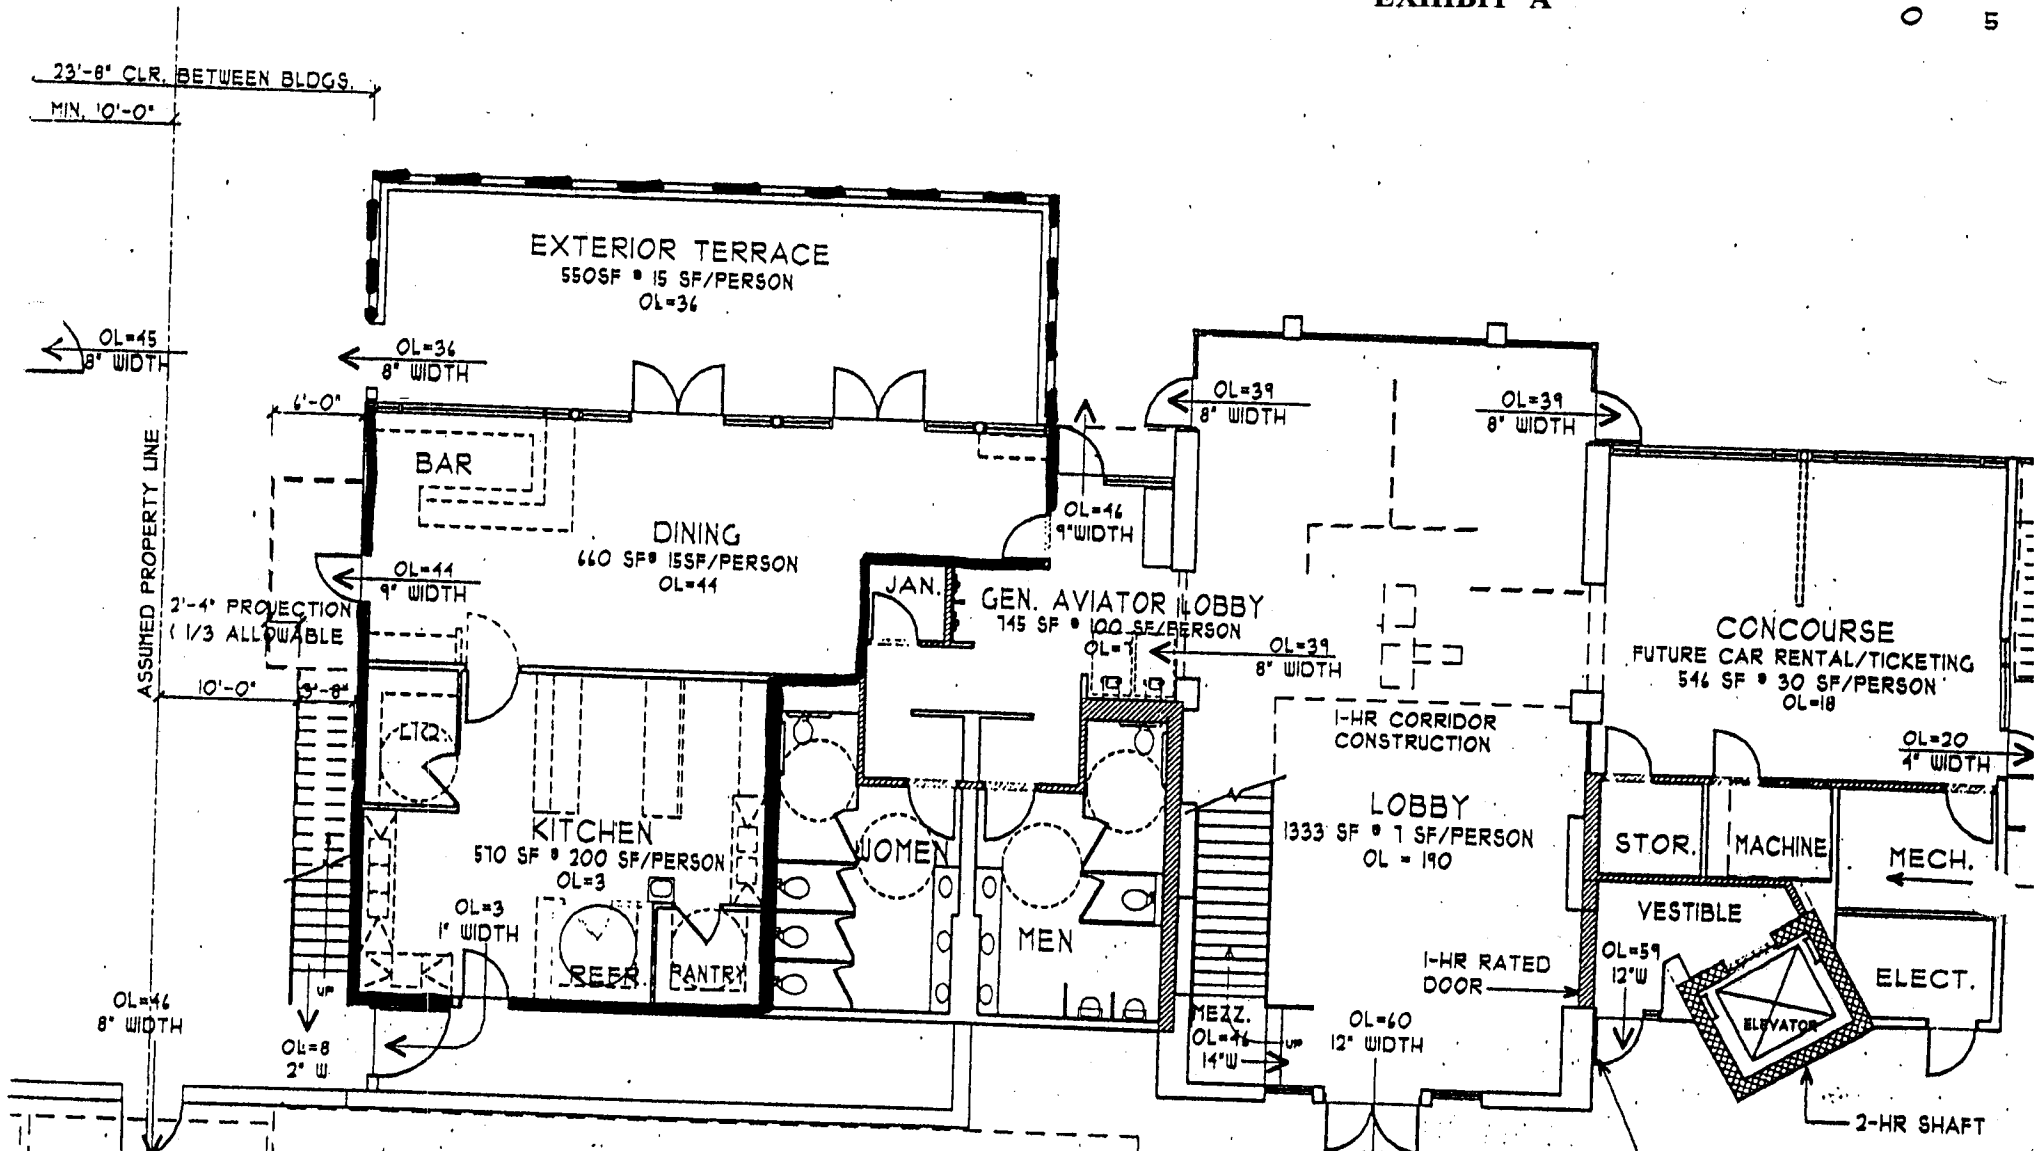 EXHIBIT "A"
0 5
23'-8" CLR. BETWEEN BLDGS.
MIN. 10'-0"
EXTERIOR TERRACE
550SF @ 15 SF/PERSON
OL=36
OL=45
8" WIDTH
OL=36
8" WIDTH
6'-0"
ASSUMED PROPERTY LINE
BAR
DINING
660 SF@ 15SF/PERSON
OL=44
OL=44
9" WIDTH
2'-4" PROJECTION
< 1/3 ALLOWABLE
10'-0"
3'-8"
OL=46
9" WIDTH
JAN.
GEN. AVIATOR LOBBY
745 SF @ 100 SF/PERSON
OL=7
OL=39
8" WIDTH
OL=39
8" WIDTH
OL=39
8" WIDTH
CONCOURSE
FUTURE CAR RENTAL/TICKETING
546 SF @ 30 SF/PERSON
OL=18
OL=20
4" WIDTH
1-HR CORRIDOR
CONSTRUCTION
LOBBY
1333 SF @ 7 SF/PERSON
OL = 190
KITCHEN
570 SF @ 200 SF/PERSON
OL=3
OL=3
1" WIDTH
REFR.
PANTRY
WOMEN
MEN
STOR.
MACHINE
MECH.
VESTIBLE
OL=59
12"W
1-HR RATED
DOOR
ELECT.
ELEVATOR
2-HR SHAFT
MEZZ.
OL=46
14"W
UP
OL=60
12" WIDTH
UP
OL=8
2" W
OL=46
8" WIDTH